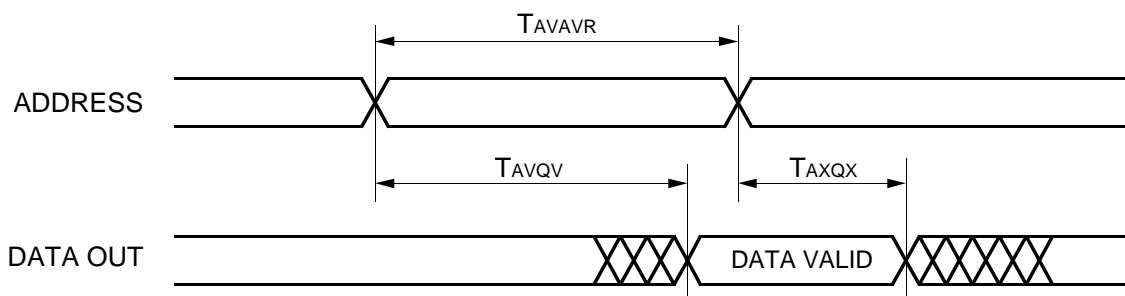 TAVAVR
ADDRESS
TAVQV
TAXQX
DATA OUT
DATA VALID